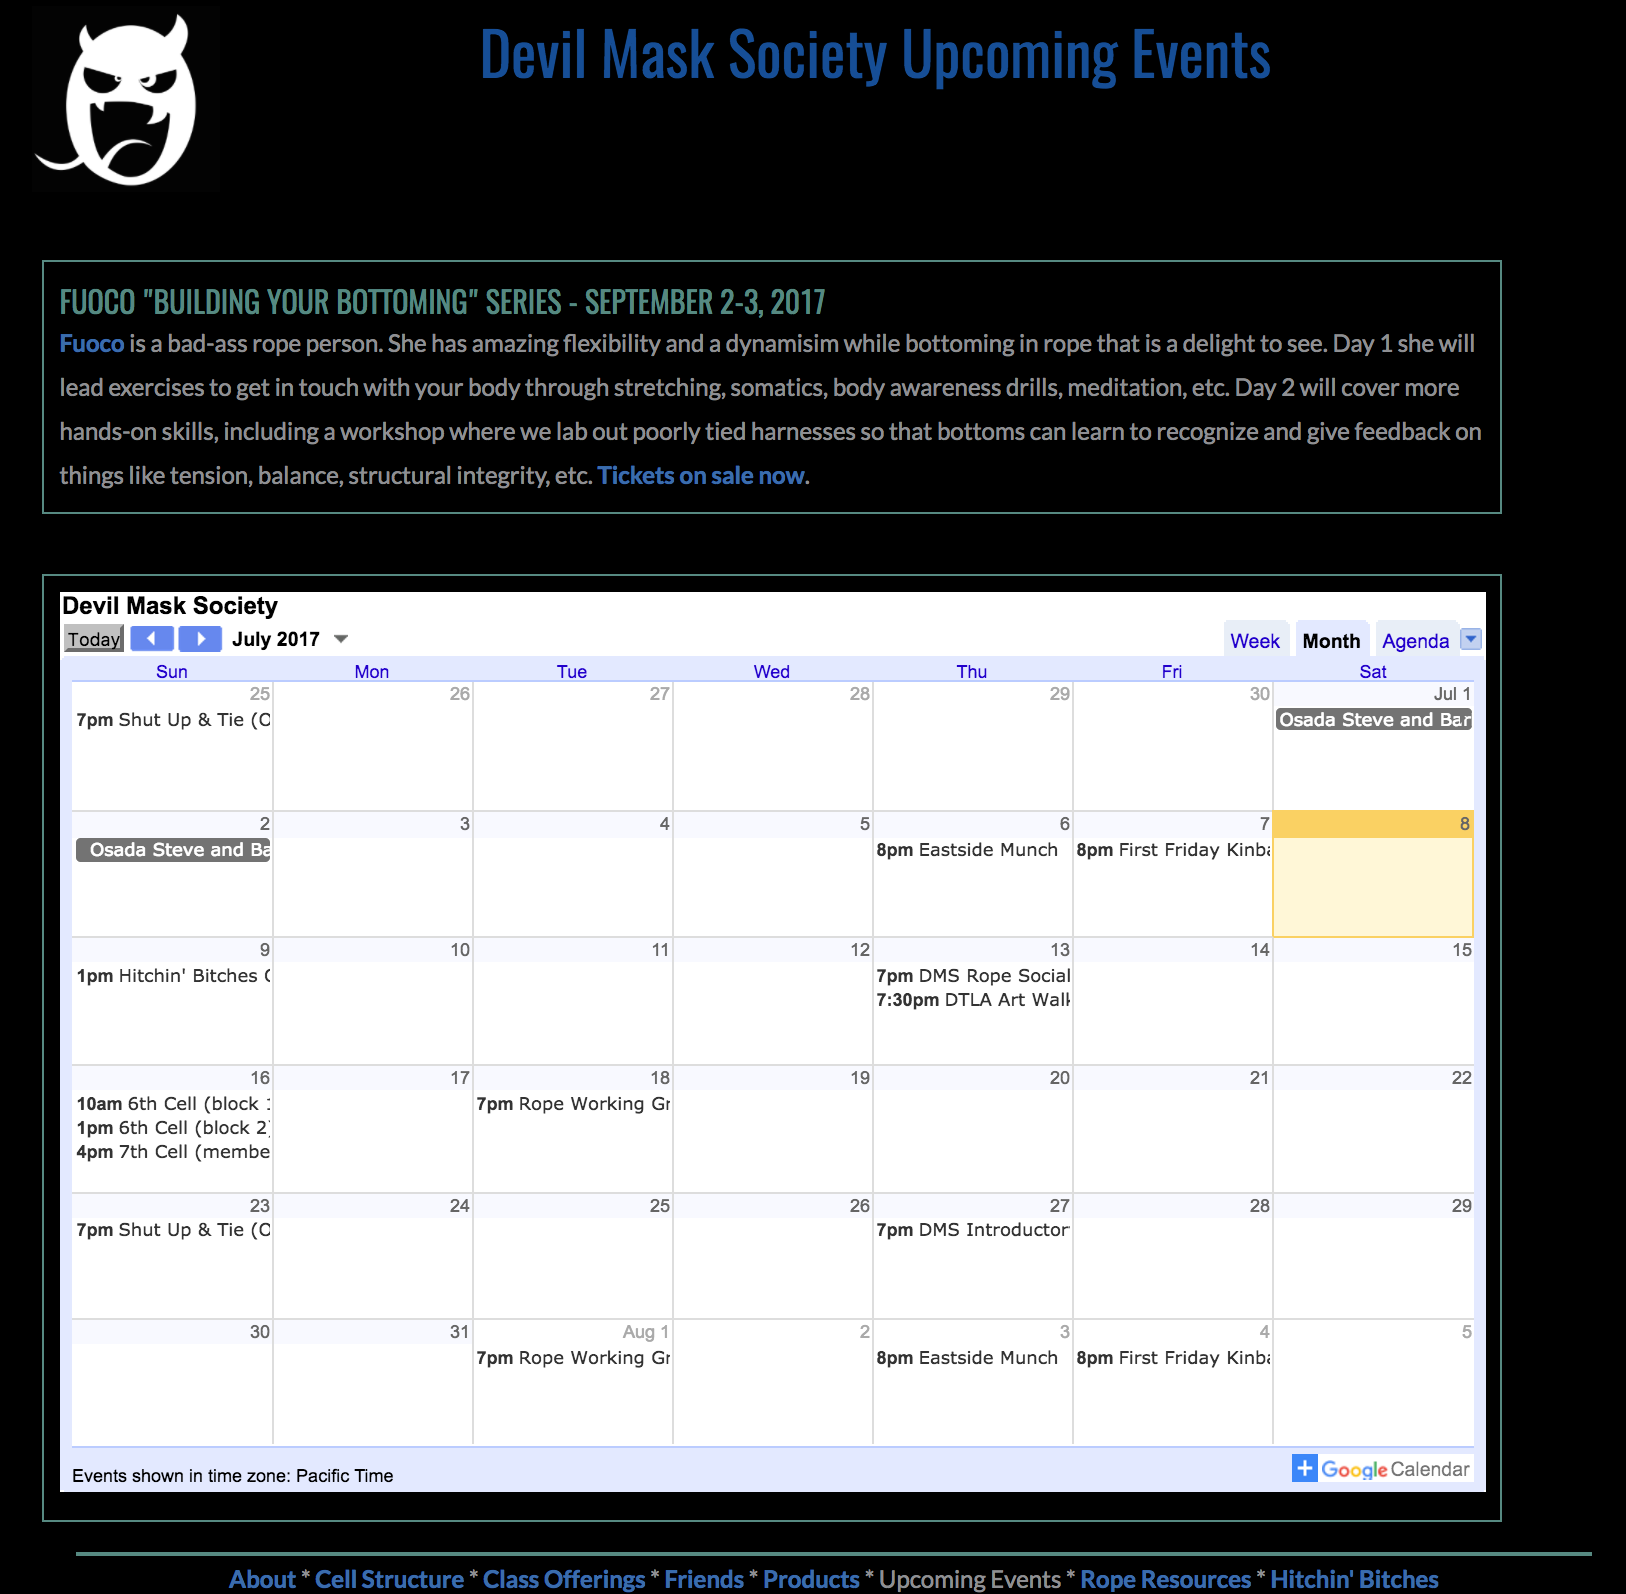 Devil Mask Society Upcoming Events
FUOCO "BUILDING YOUR BOTTOMING" SERIES - SEPTEMBER 2-3, 2017
Fuoco is a bad-ass rope person. She has amazing flexibility and a dynamisim while bottoming in rope that is a delight to see. Day 1 she will
lead exercises to get in touch with your body through stretching, somatics, body awareness drills, meditation, etc. Day 2 will cover more
hands-on skills, including a workshop where we lab out poorly tied harnesses so that bottoms can learn to recognize and give feedback on
things like tension, balance, structural integrity, etc. Tickets on sale now.
Devil Mask Society
Today July 2017 Week Month Agenda
Sun Mon Tue Wed Thu Fri Sat
25 26 27 28 29 30 Jul 1
7pm Shut Up & Tie (O Osada Steve and Bar
2 3 4 5 6 7 8
Osada Steve and Ba 8pm Eastside Munch 8pm First Friday Kinba
9 10 11 12 13 14 15
1pm Hitchin' Bitches 7pm DMS Rope Social
7:30pm DTLA Art Walk
16 17 18 19 20 21 22
10am 6th Cell (block 1 7pm Rope Working Gr
1pm 6th Cell (block 2)
4pm 7th Cell (membe
23 24 25 26 27 28 29
7pm Shut Up & Tie (O 7pm DMS Introductor
30 31 Aug 1 2 3 4 5
7pm Rope Working Gr 8pm Eastside Munch 8pm First Friday Kinba
Events shown in time zone: Pacific Time
+ Google Calendar
About * Cell Structure * Class Offerings * Friends * Products * Upcoming Events * Rope Resources * Hitchin' Bitches